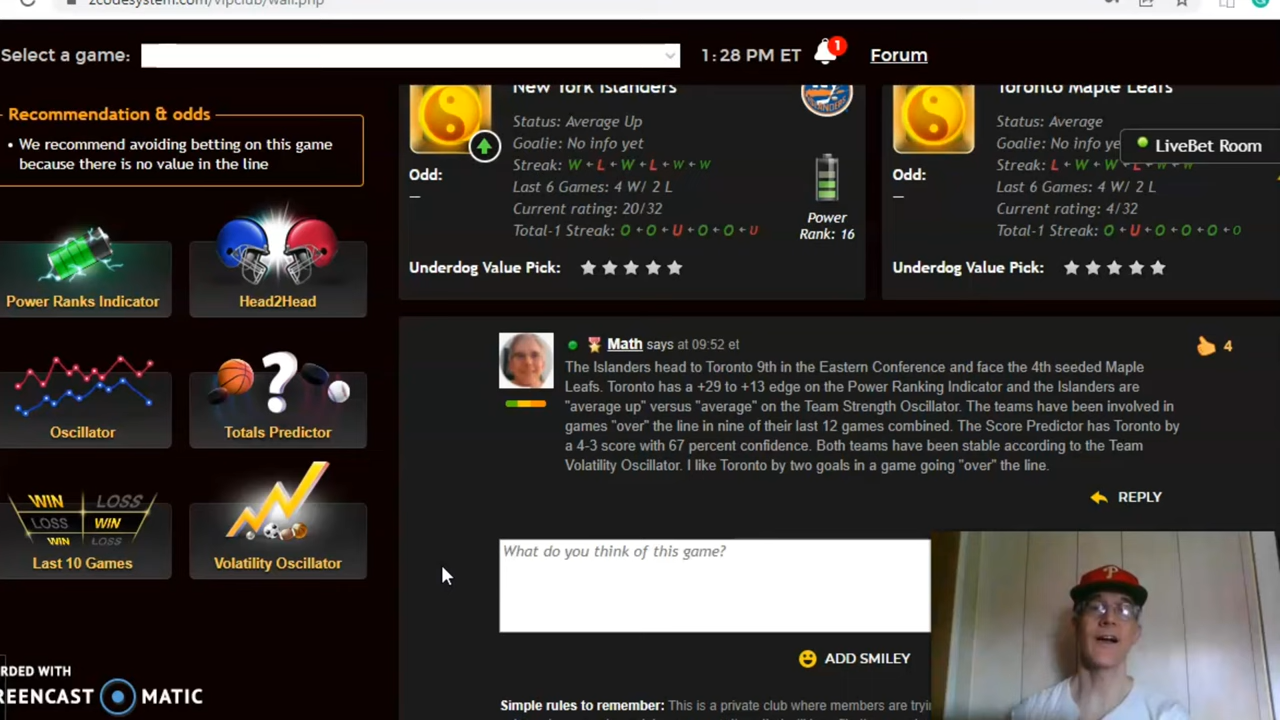 zcodesystem.com/vipclub/wall.php
Select a game:
1:28 PM ET
1
Forum
Recommendation & odds
• We recommend avoiding betting on this game
because there is no value in the line
Power Ranks Indicator
Head2Head
Oscillator
Totals Predictor
WIN LOSS
LOSS WIN
WIN LOSS
Last 10 Games
Volatility Oscillator
RDED WITH
REENCAST MATIC
New York Islanders
Status: Average Up
Goalie: No info yet
Streak: W L W L W W
Last 6 Games: 4 W/ 2 L
Current rating: 20/32
Total-1 Streak: O O U O O U
Odd:
—
Power
Rank: 16
Underdog Value Pick:
Toronto Maple Leafs
Status: Average
Goalie: No info ye
Streak: L W W L W W
Last 6 Games: 4 W/ 2 L
Current rating: 4/32
Total-1 Streak: O U O O O O
Odd:
—
Underdog Value Pick:
LiveBet Room
Math says at 09:52 et
4
The Islanders head to Toronto 9th in the Eastern Conference and face the 4th seeded Maple
Leafs. Toronto has a +29 to +13 edge on the Power Ranking Indicator and the Islanders are
"average up" versus "average" on the Team Strength Oscillator. The teams have been involved in
games "over" the line in nine of their last 12 games combined. The Score Predictor has Toronto by
a 4-3 score with 67 percent confidence. Both teams have been stable according to the Team
Volatility Oscillator. I like Toronto by two goals in a game going "over" the line.
REPLY
What do you think of this game?
ADD SMILEY
Simple rules to remember: This is a private club where members are tryi
P